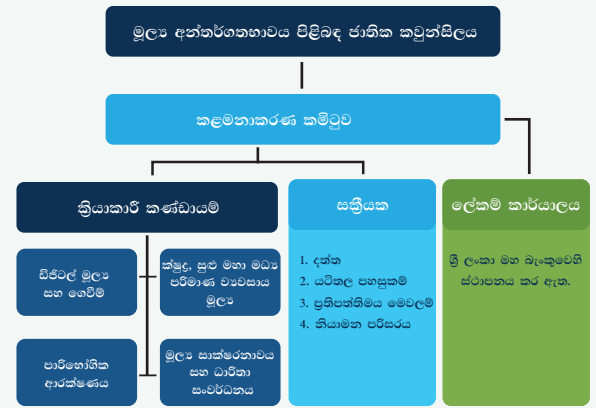 මූල්‍ය අන්තර්ගතභාවය පිළිබඳ ජාතික කවුන්සිලය
කළමනාකරණ කමිටුව
ක්‍රියාකාරී කණ්ඩායම්
ඩිජිටල් මූල්‍ය
සහ ගෙවීම්
ක්ෂුද්‍ර, සුළු මහා මධ්‍ය
පරිමාණ ව්‍යවසාය
මූල්‍ය
පාරිභෝගික
ආරක්ෂණය
මූල්‍ය සාක්ෂරතාවය
සහ ධාරිතා
සංවර්ධනය
සක්‍රීයක
1. දත්ත
2. යටිතල පහසුකම්
3. ප්‍රතිපත්තිමය මෙවලම්
4. නියාමන පරිසරය
ලේකම් කාර්යාලය
ශ්‍රී ලංකා මහ බැංකුවෙහි
ස්ථාපනය කර ඇත.